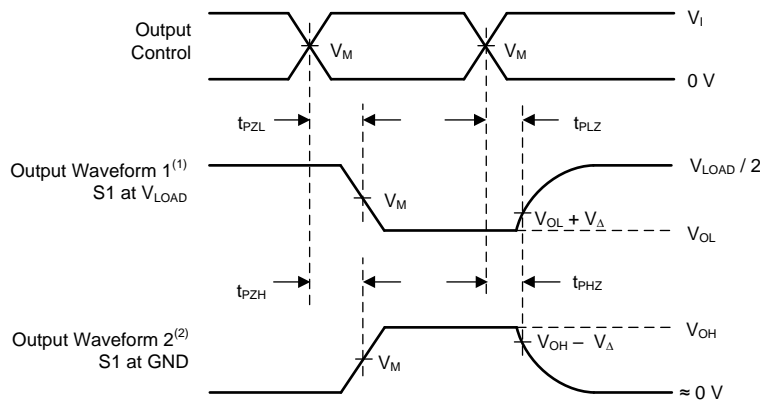 Output
Control
V_I
V_M
V_M
0 V
t_PZL
t_PLZ
Output Waveform 1^(1)
S1 at V_LOAD
V_LOAD / 2
V_M
V_OL + V_Δ
V_OL
t_PZH
t_PHZ
Output Waveform 2^(2)
S1 at GND
V_OH
V_OH – V_Δ
V_M
≈ 0 V